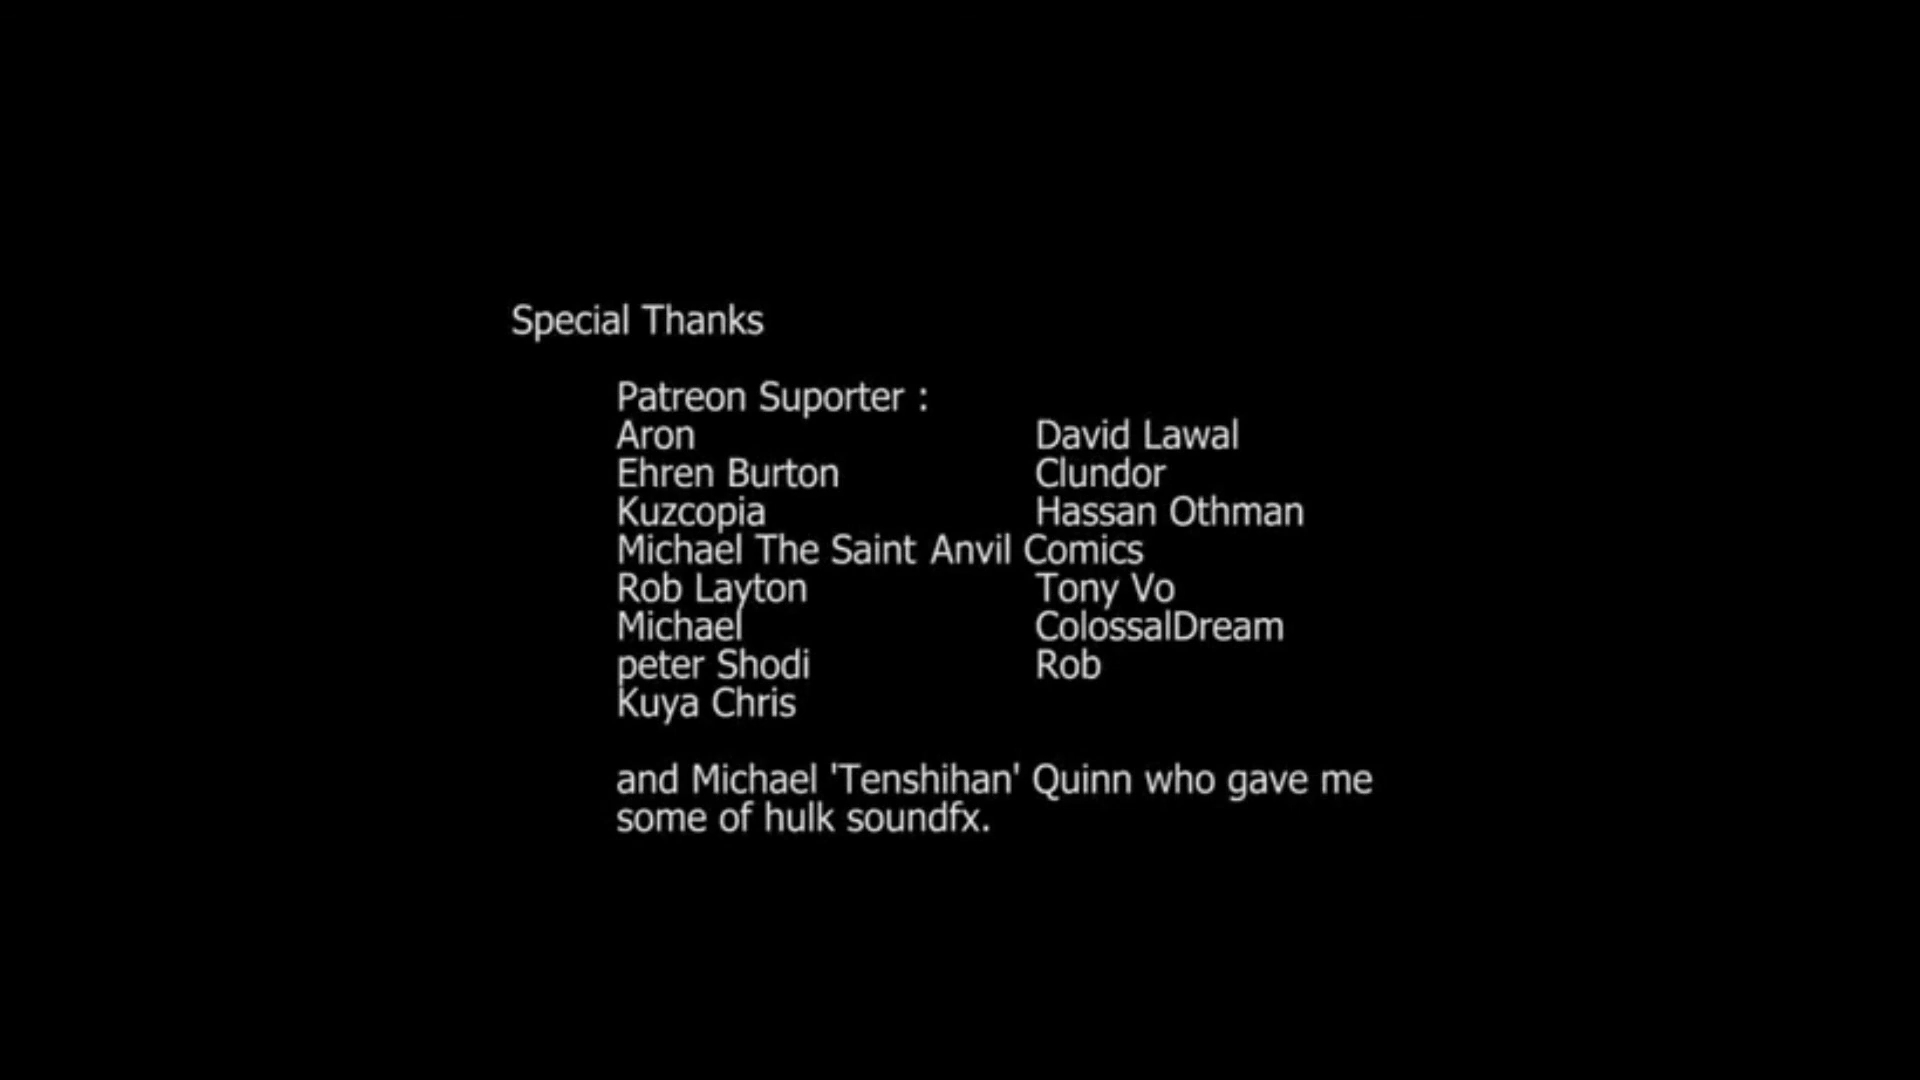 Special Thanks
Patreon Suporter :
Aron David Lawal
Ehren Burton Clundor
Kuzcopia Hassan Othman
Michael The Saint Anvil Comics
Rob Layton Tony Vo
Michael ColossalDream
peter Shodi Rob
Kuya Chris
and Michael 'Tenshihan' Quinn who gave me
some of hulk soundfx.